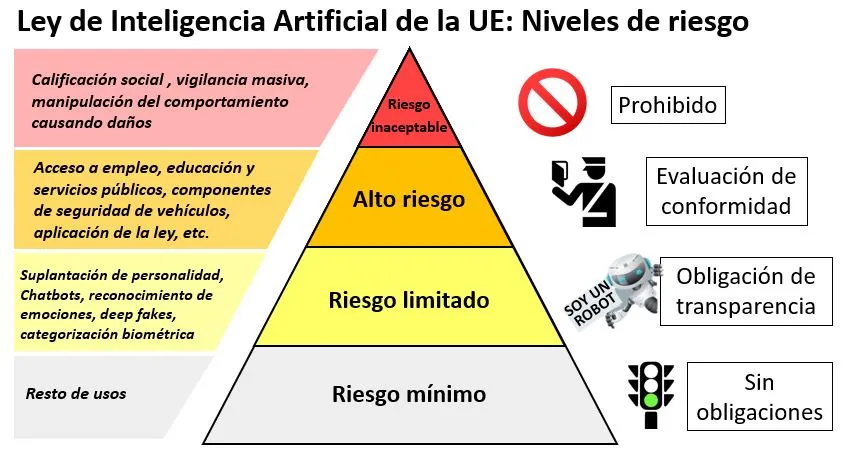 Ley de Inteligencia Artificial de la UE: Niveles de riesgo
Calificación social , vigilancia masiva,
manipulación del comportamiento
causando daños
Riesgo
inaceptable
Prohibido
Acceso a empleo, educación y
servicios públicos, componentes
de seguridad de vehículos,
aplicación de la ley, etc.
Alto riesgo
Evaluación de
conformidad
Suplantación de personalidad,
Chatbots, reconocimiento de
emociones, deep fakes,
categorización biométrica
Riesgo limitado
SOY UN
ROBOT
Obligación de
transparencia
Resto de usos
Riesgo mínimo
Sin
obligaciones